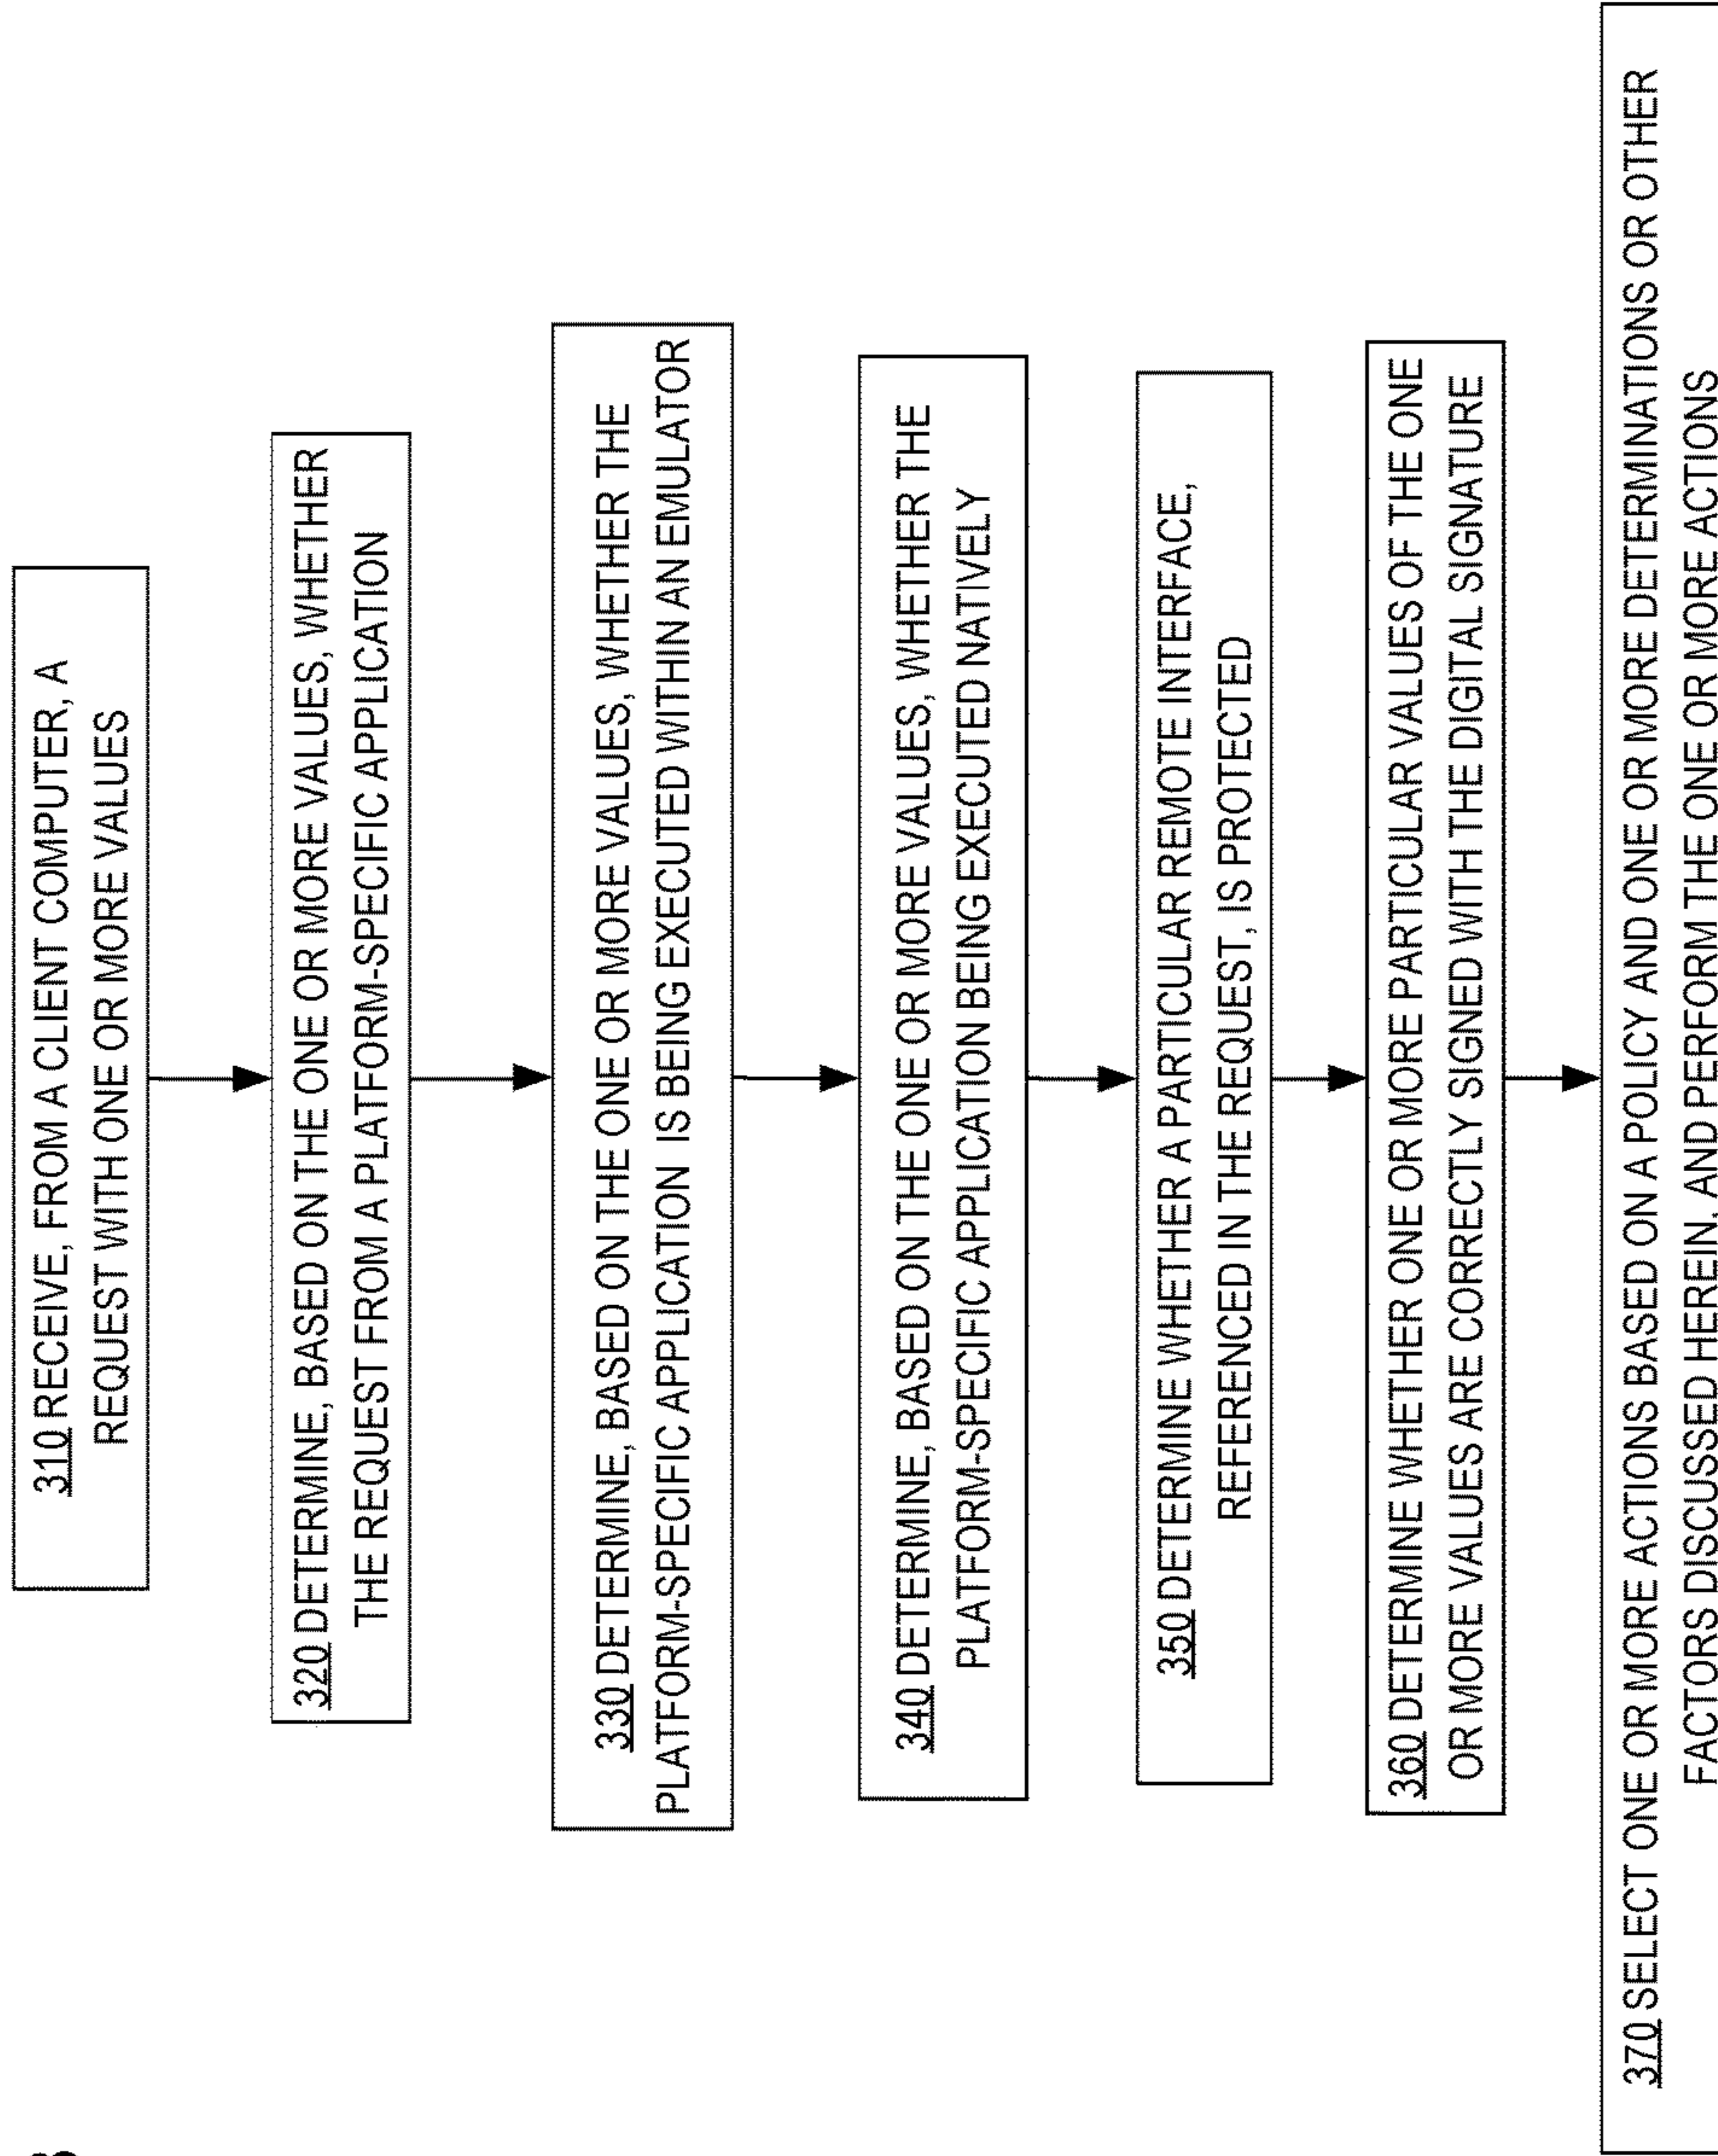 310 RECEIVE, FROM A CLIENT COMPUTER, A
REQUEST WITH ONE OR MORE VALUES
320 DETERMINE, BASED ON THE ONE OR MORE VALUES, WHETHER
THE REQUEST FROM A PLATFORM-SPECIFIC APPLICATION
330 DETERMINE, BASED ON THE ONE OR MORE VALUES, WHETHER THE
PLATFORM-SPECIFIC APPLICATION IS BEING EXECUTED WITHIN AN EMULATOR
340 DETERMINE, BASED ON THE ONE OR MORE VALUES, WHETHER THE
PLATFORM-SPECIFIC APPLICATION BEING EXECUTED NATIVELY
350 DETERMINE WHETHER A PARTICULAR REMOTE INTERFACE,
REFERENCED IN THE REQUEST, IS PROTECTED
360 DETERMINE WHETHER ONE OR MORE PARTICULAR VALUES OF THE ONE
OR MORE VALUES ARE CORRECTLY SIGNED WITH THE DIGITAL SIGNATURE
370 SELECT ONE OR MORE ACTIONS BASED ON A POLICY AND ONE OR MORE DETERMINATIONS OR OTHER
FACTORS DISCUSSED HEREIN, AND PERFORM THE ONE OR MORE ACTIONS